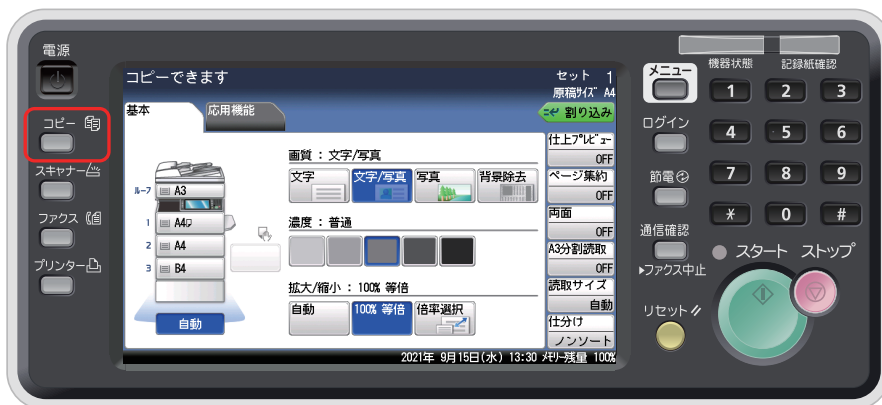 電源
コピー
スキャナー
ファクス
プリンター
コピーできます
セット 1
原稿ｻｲｽﾞ A4
基本
応用機能
割り込み
画質：文字/写真
文字
文字/写真
写真
背景除去
濃度：普通
拡大/縮小：100% 等倍
自動
100% 等倍
倍率選択
ﾙｰﾌ A3
1 A4
2 A4
3 B4
自動
仕上ﾌﾟﾚﾋﾞｭｰ
OFF
ページ集約
OFF
両面
OFF
A3分割読取
OFF
読取サイズ
自動
仕分け
ノンソート
2021年 9月15日(水) 13:30 ﾒﾓﾘｰ残量 100%
メニュー
機器状態
記録紙確認
ログイン
節電
通信確認
▶ファクス中止
リセット
1 2 3
4 5 6
7 8 9
* 0 #
スタート
ストップ